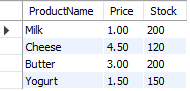 ProductName Price Stock
Milk 1.00 200
Cheese 4.50 120
Butter 3.00 200
Yogurt 1.50 150